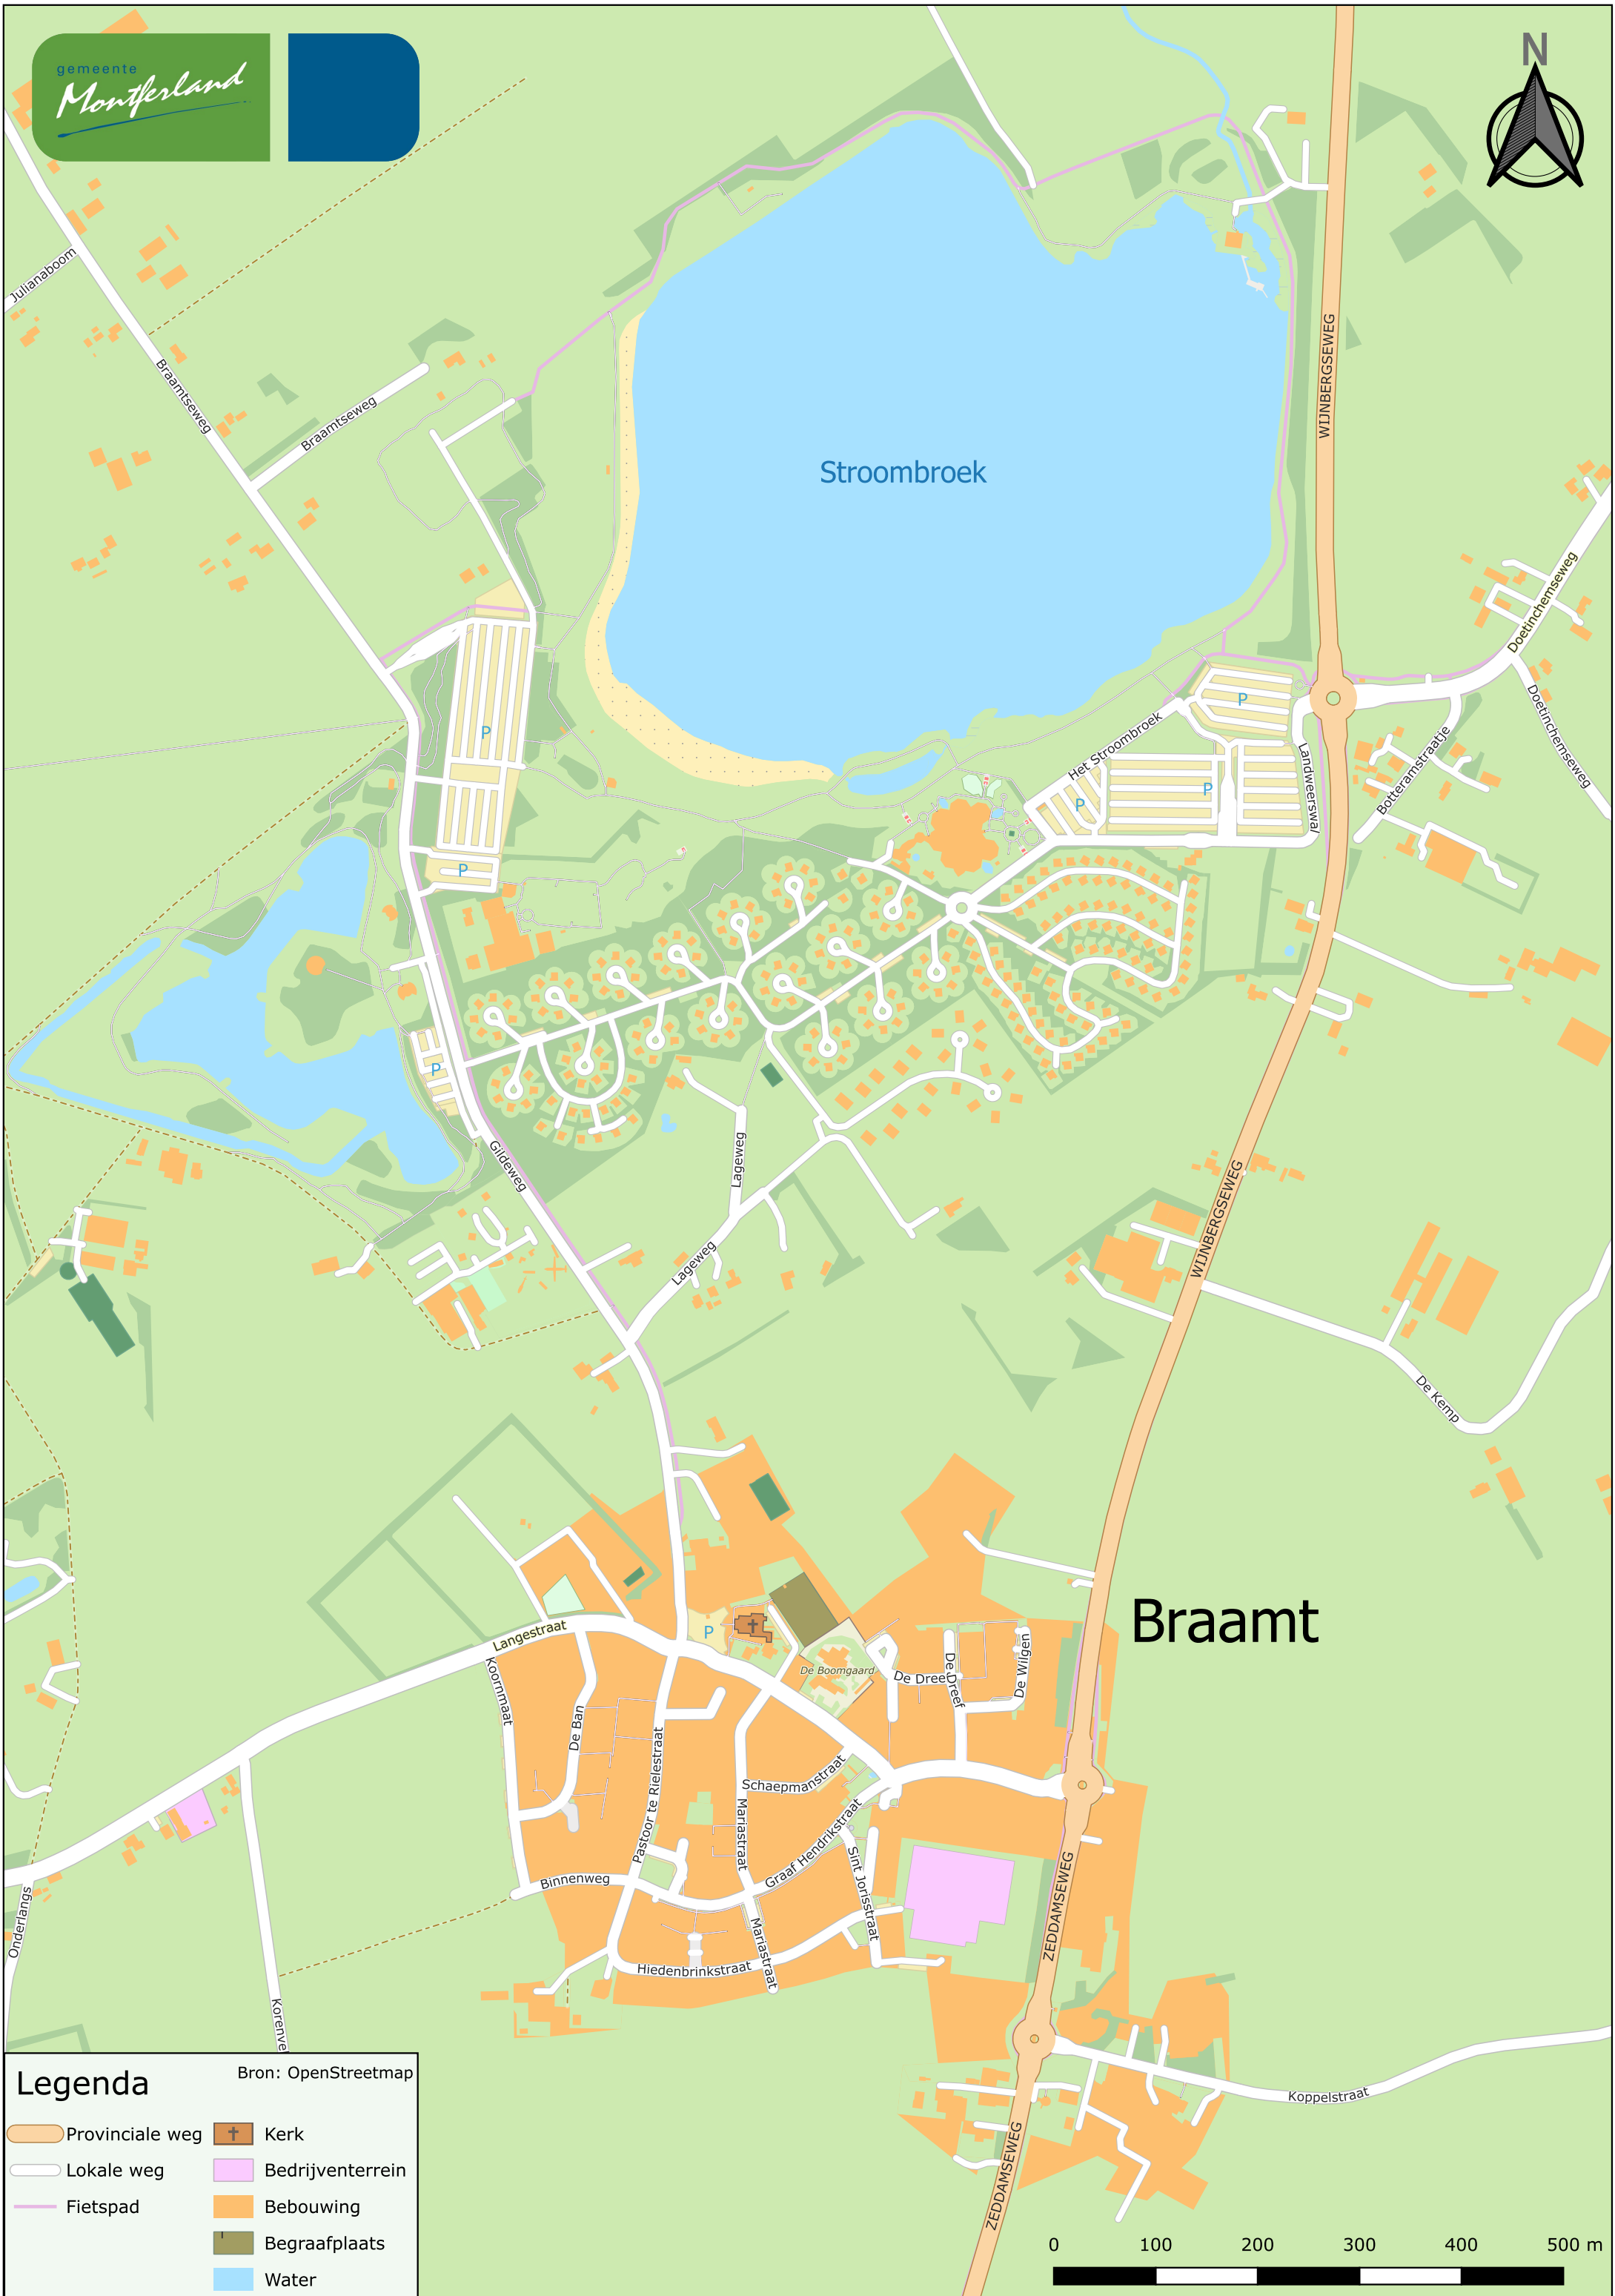 gemeente
Montferland
N
Julianaboom
Braamtseweg
Braamtseweg
Stroombroek
WIJNBERGSEWEG
Doetinchemseweg
Doetinchemseweg
P
Het Stroombroek
P
Landweerswal
Botteramstraatje
P
P
P
P
Gildeweg
Lageweg
Lageweg
WIJNBERGSEWEG
De Kemp
Braamt
Langestraat
P
De Boomgaard
De Dreef
De Dreef
De Wilgen
Koornmaat
De Ban
Pastoor te Rielestraat
Schaepmanstraat
Mariastraat
Graaf Hendrikstraat
Sint Jorisstraat
Binnenweg
Mariastraat
Hiedenbrinkstraat
ZEDDAMSEWEG
Onderlangs
Korenve
Koppelstraat
ZEDDAMSEWEG
Legenda
Bron: OpenStreetmap
Provinciale weg
Kerk
Lokale weg
Bedrijventerrein
Fietspad
Bebouwing
Begraafplaats
Water
0 100 200 300 400 500 m